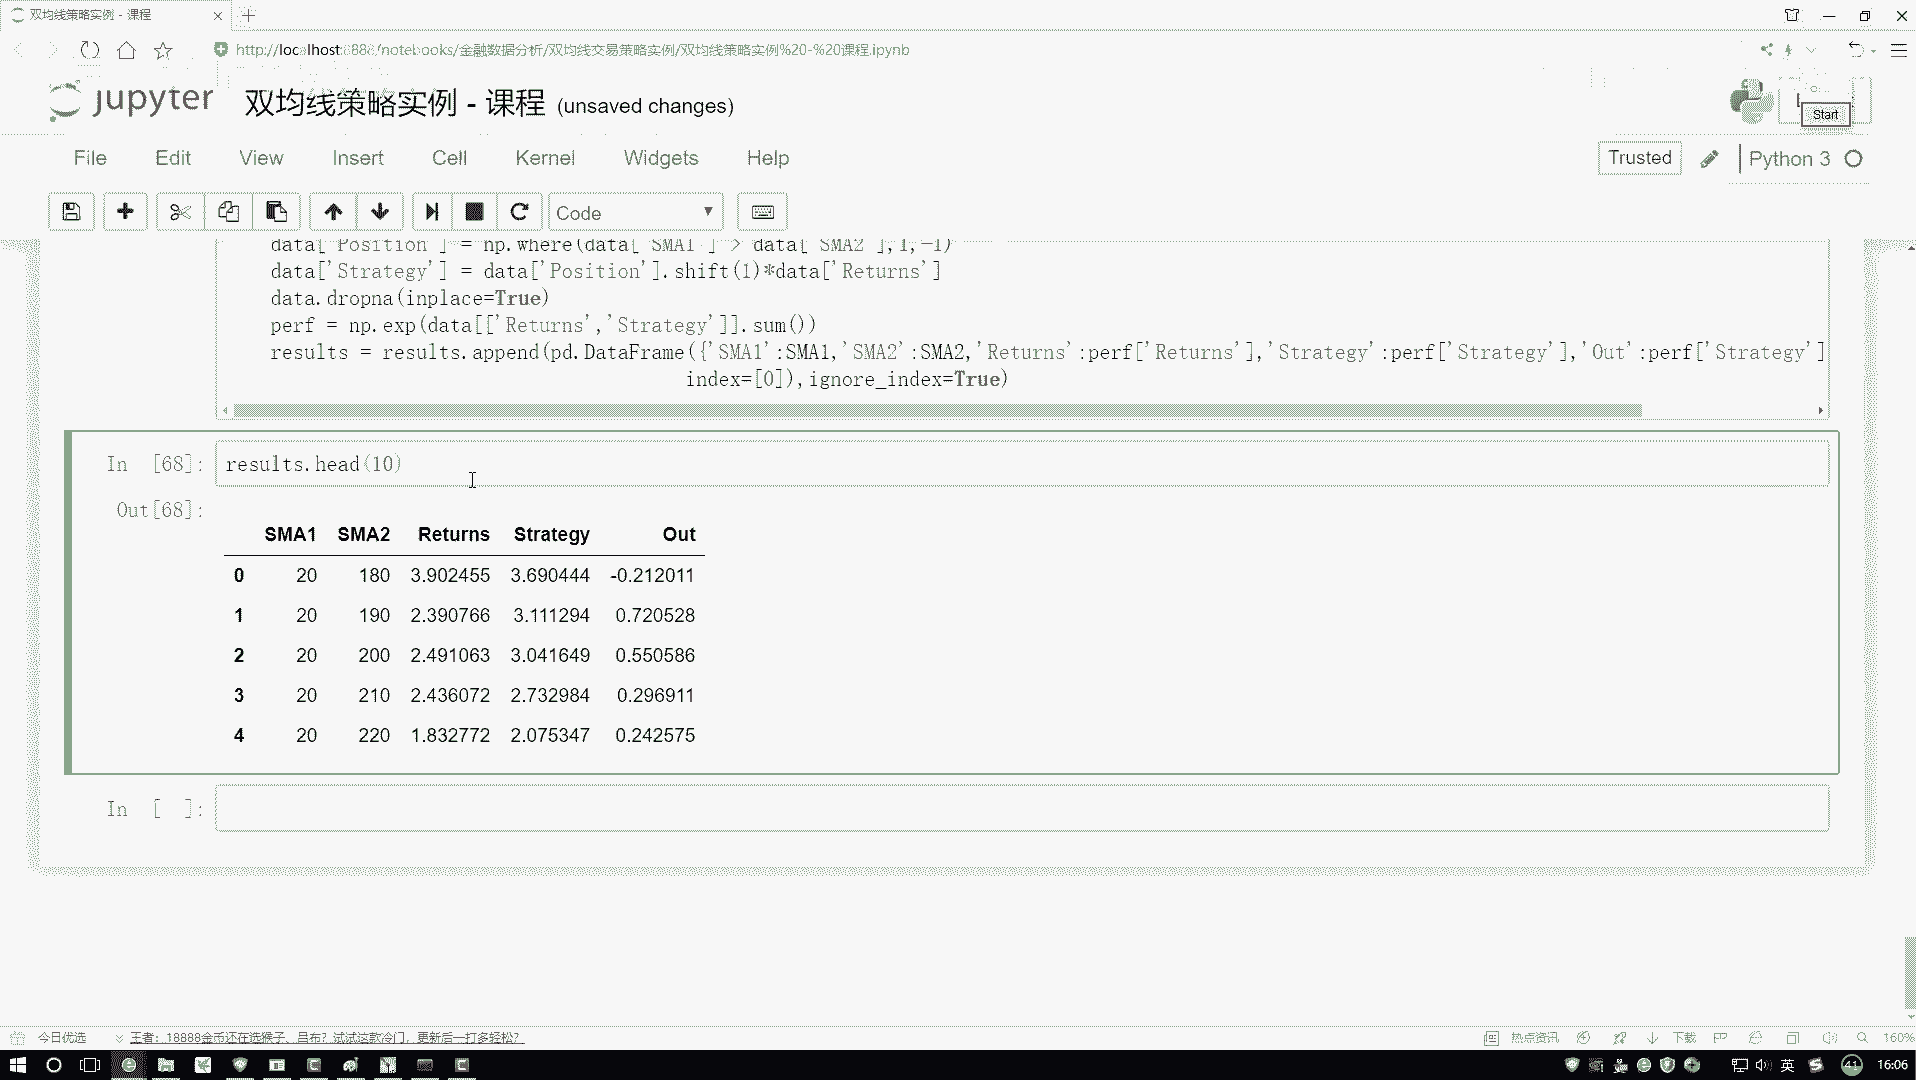 双均线策略实例 - 课程
http://localhost:8888/notebooks/金融数据分析/双均线交易策略实例/双均线策略实例%20-%20课程.ipynb
jupyter 双均线策略实例 - 课程 (unsaved changes)
Start
File Edit View Insert Cell Kernel Widgets Help
Trusted Python 3
Code
data['Position'] = np.where(data['SMA1'] > data['SMA2'],1,-1)
data['Strategy'] = data['Position'].shift(1)*data['Returns']
data.dropna(inplace=True)
perf = np.exp(data[['Returns','Strategy']].sum())
results = results.append(pd.DataFrame({'SMA1':SMA1,'SMA2':SMA2,'Returns':perf['Returns'],'Strategy':perf['Strategy'],'Out':perf['Strategy']
index=[0]),ignore_index=True)
In [68]: results.head(10)
Out[68]:
SMA1 SMA2 Returns Strategy Out
0 20 180 3.902455 3.690444 -0.212011
1 20 190 2.390766 3.111294 0.720528
2 20 200 2.491063 3.041649 0.550586
3 20 210 2.436072 2.732984 0.296911
4 20 220 1.832772 2.075347 0.242575
In [ ]:
今日优选 王者：18888金币还在选猴子、吕布？试试这款冷门，更新后一打多轻松！ 热点资讯 下载 160%
英 41 16:06